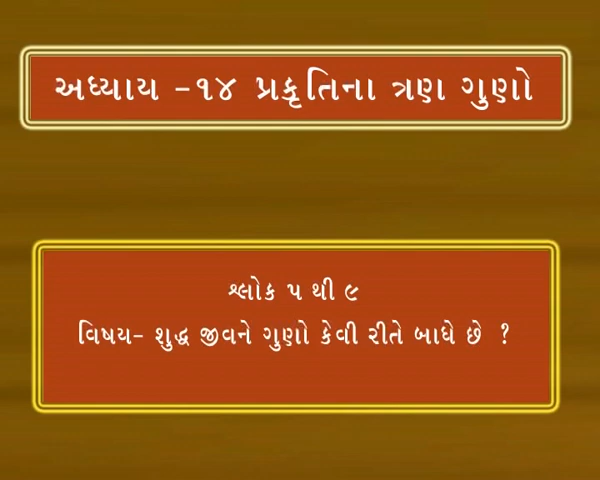 અધ્યાય -૧૪ પ્રકૃતિના ત્રણ ગુણો
શ્લોક ૫ થી ૯
વિષય- શુદ્ધ જીવને ગુણો કેવી રીતે બાધે છે ?